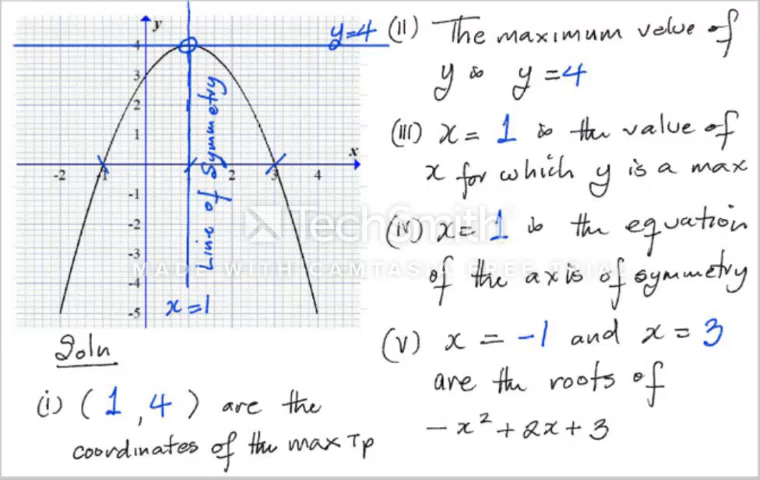 y
y=4
4
3
2
1
x
-2
-1
1
2
3
4
-1
-2
-3
-4
-5
Line of Symmetry
x=1
TechSmith
MADE WITH CAMTASIA FREE TRIAL
Soln
(i) (1, 4) are the
coordinates of the max Tp
(ii) The maximum value of
y is y=4
(iii) x= 1 is the value of
x for which y is a max
(iv) x= 1 is the equation
of the axis of symmetry
(v) x = -1 and x = 3
are the roots of
-x²+2x+3